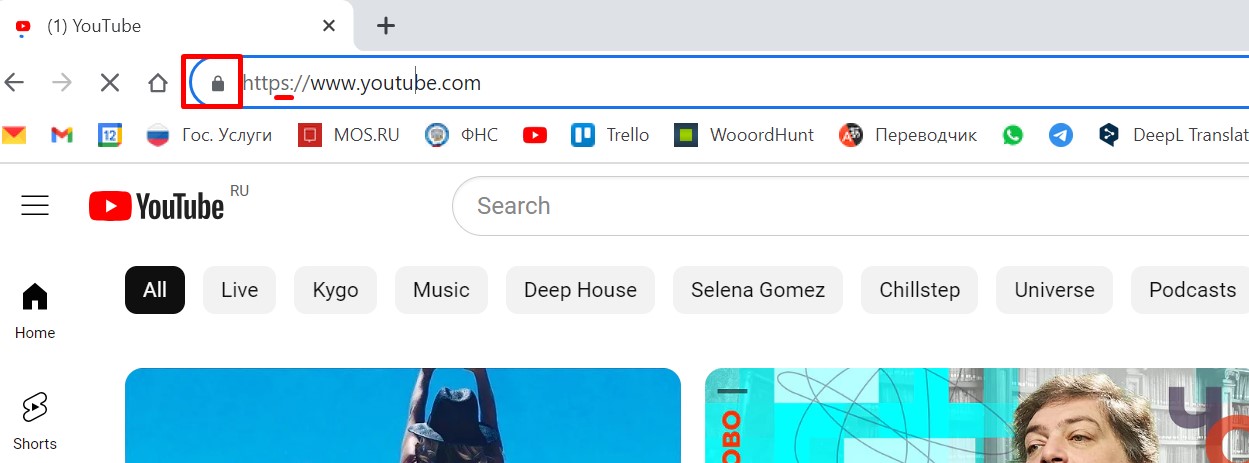 (1) YouTube
https://www.youtube.com
12 Гос. Услуги MOS.RU ФНС Trello WooordHunt Переводчик DeepL Translat
YouTube RU
Search
All Live Kygo Music Deep House Selena Gomez Chillstep Universe Podcasts
Home
Shorts
ОВО